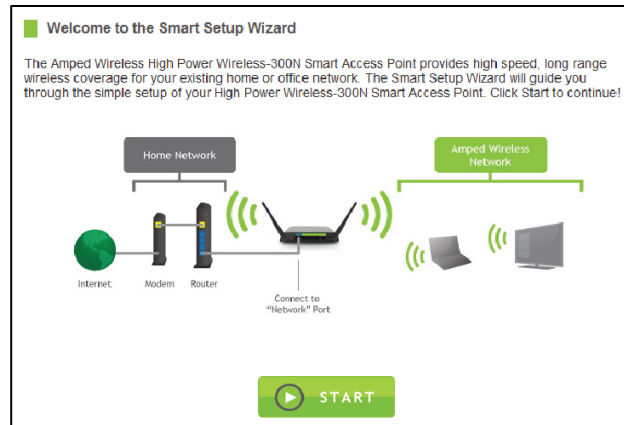 Welcome to the Smart Setup Wizard
The Amped Wireless High Power Wireless-300N Smart Access Point provides high speed, long range
wireless coverage for your existing home or office network. The Smart Setup Wizard will guide you
through the simple setup of your High Power Wireless-300N Smart Access Point. Click Start to continue!
Home Network
Amped Wireless
Network
Internet
Modem
Router
Connect to
"Network" Port
START